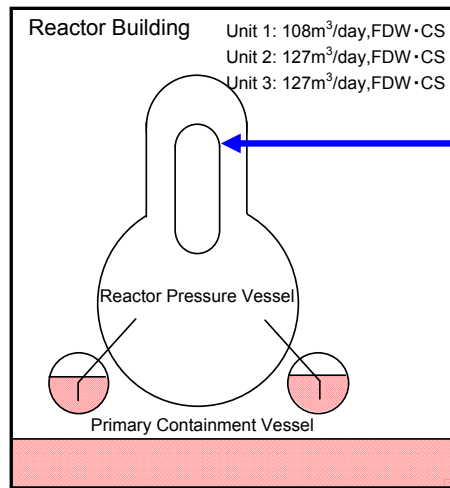 Reactor Building
Unit 1: 108m³/day,FDW・CS
Unit 2: 127m³/day,FDW・CS
Unit 3: 127m³/day,FDW・CS
Reactor Pressure Vessel
Primary Containment Vessel